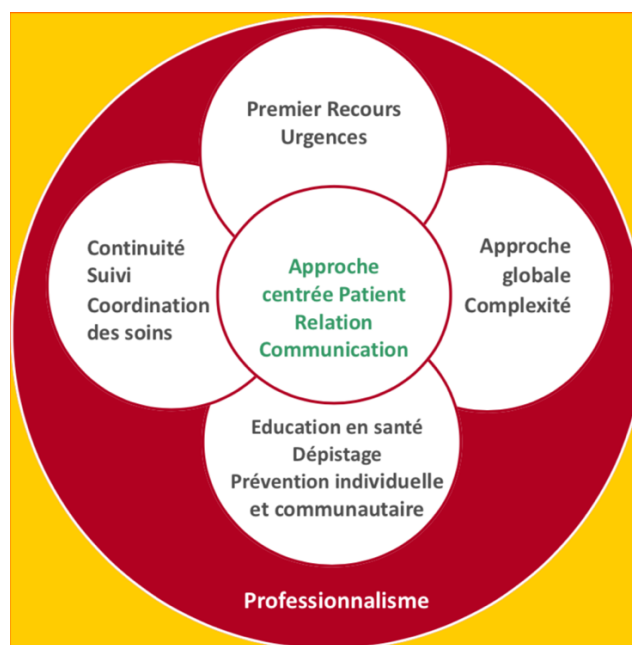 Premier Recours
Urgences
Continuité
Suivi
Coordination
des soins
Approche
centrée Patient
Relation
Communication
Approche
globale
Complexité
Education en santé
Dépistage
Prévention individuelle
et communautaire
Professionnalisme